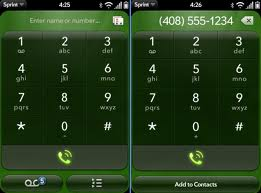 Sprint 4:25
Enter name or number...
1 2 3
abc def
4 5 6
ghi jkl mno
7 8 9
pqrs tuv wxyz
* 0 #
+
5
Sprint 4:26
(408) 555-1234
1 2 3
abc def
4 5 6
ghi jkl mno
7 8 9
pqrs tuv wxyz
* 0 #
+
Add to Contacts